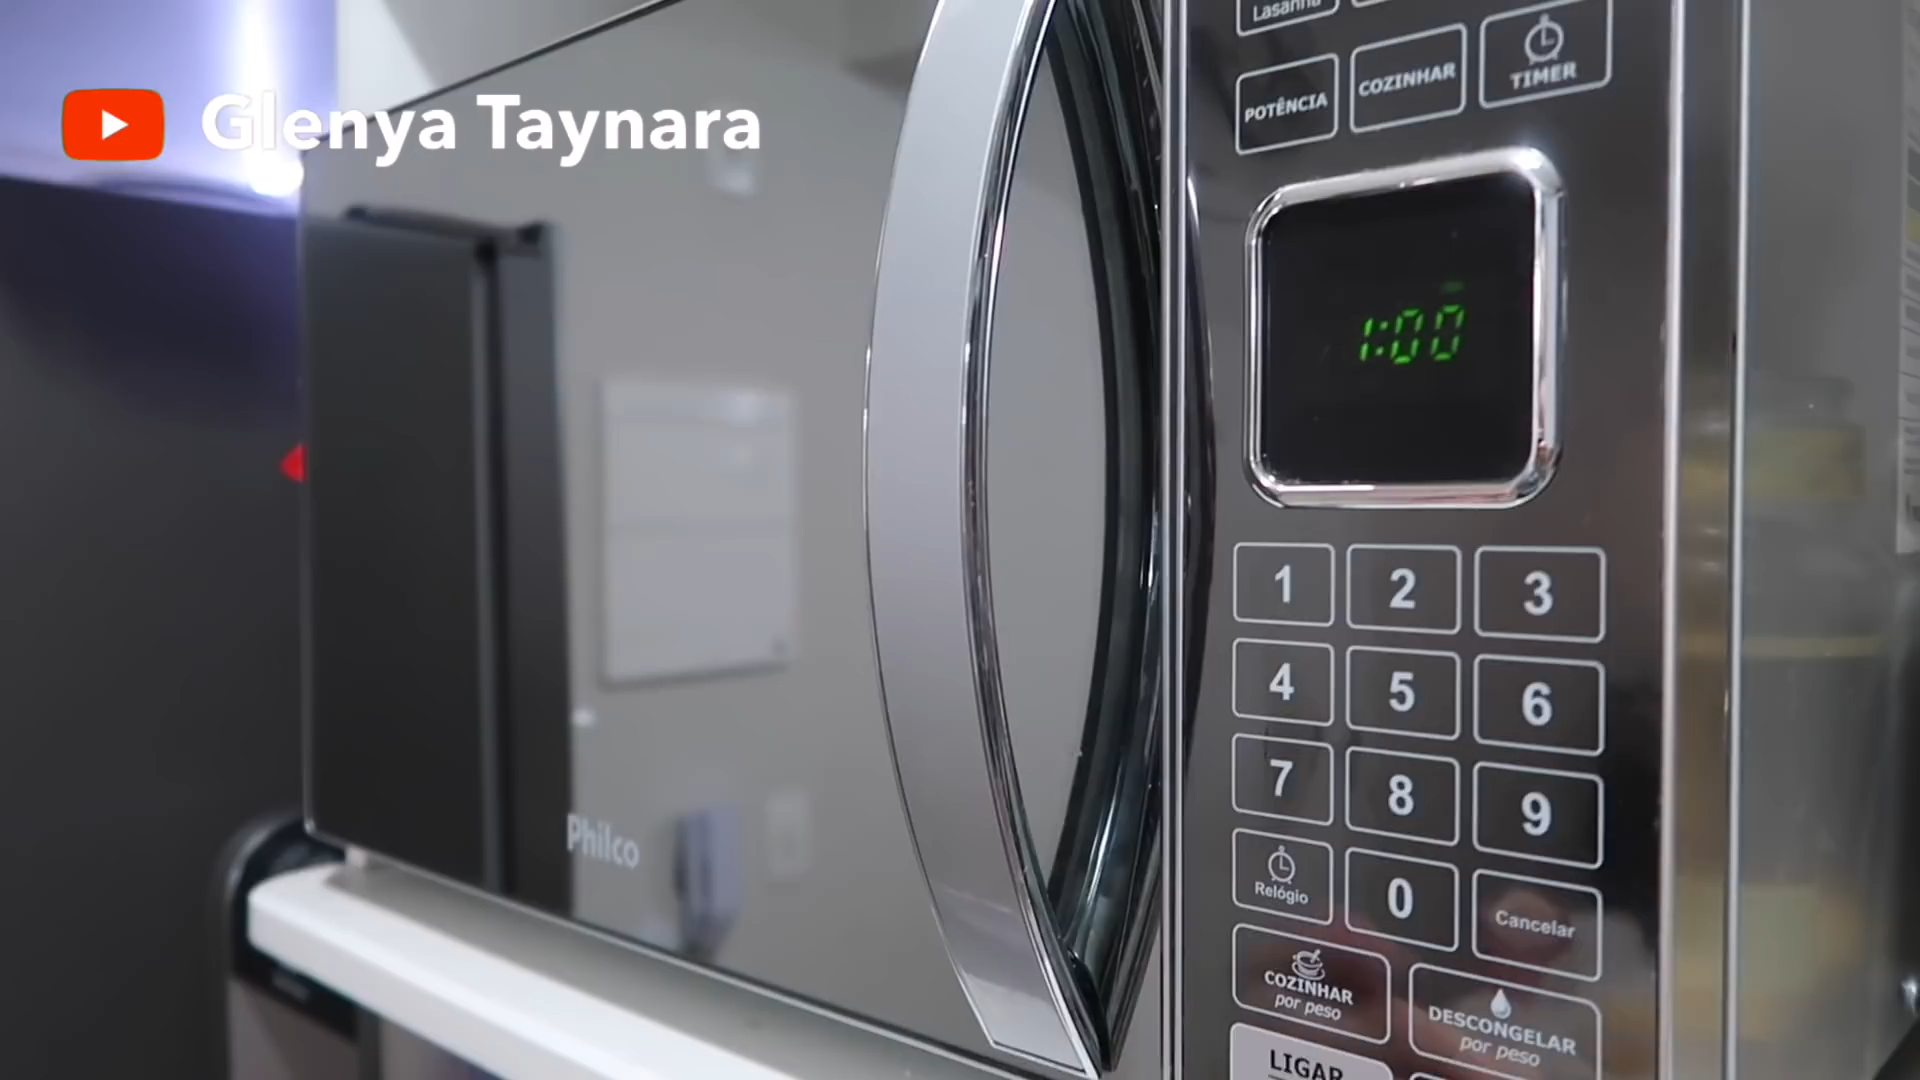 Glenya Taynara
Lasanha
POTÊNCIA
COZINHAR
TIMER
1:00
1 2 3
4 5 6
7 8 9
Relógio
0
Cancelar
COZINHAR
por peso
DESCONGELAR
por peso
LIGAR
Philco